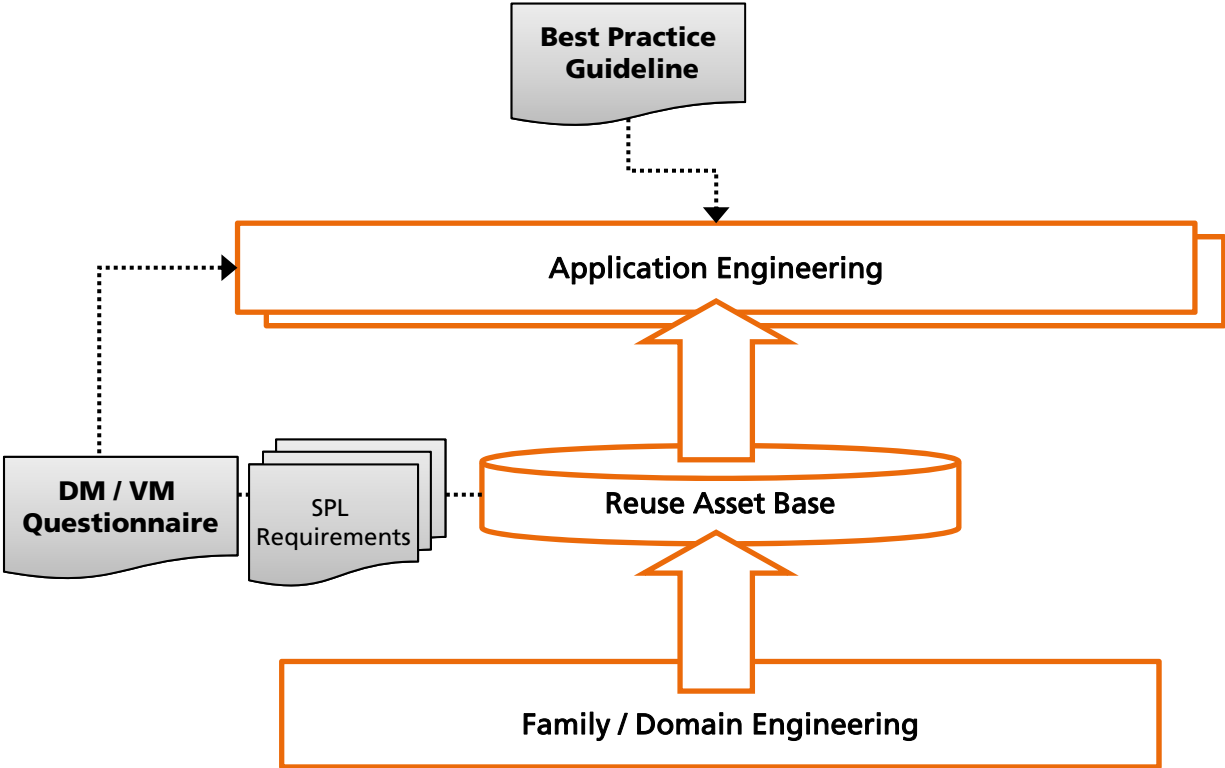 Best Practice
Guideline
Application Engineering
DM / VM
Questionnaire
SPL
Requirements
Reuse Asset Base
Family / Domain Engineering